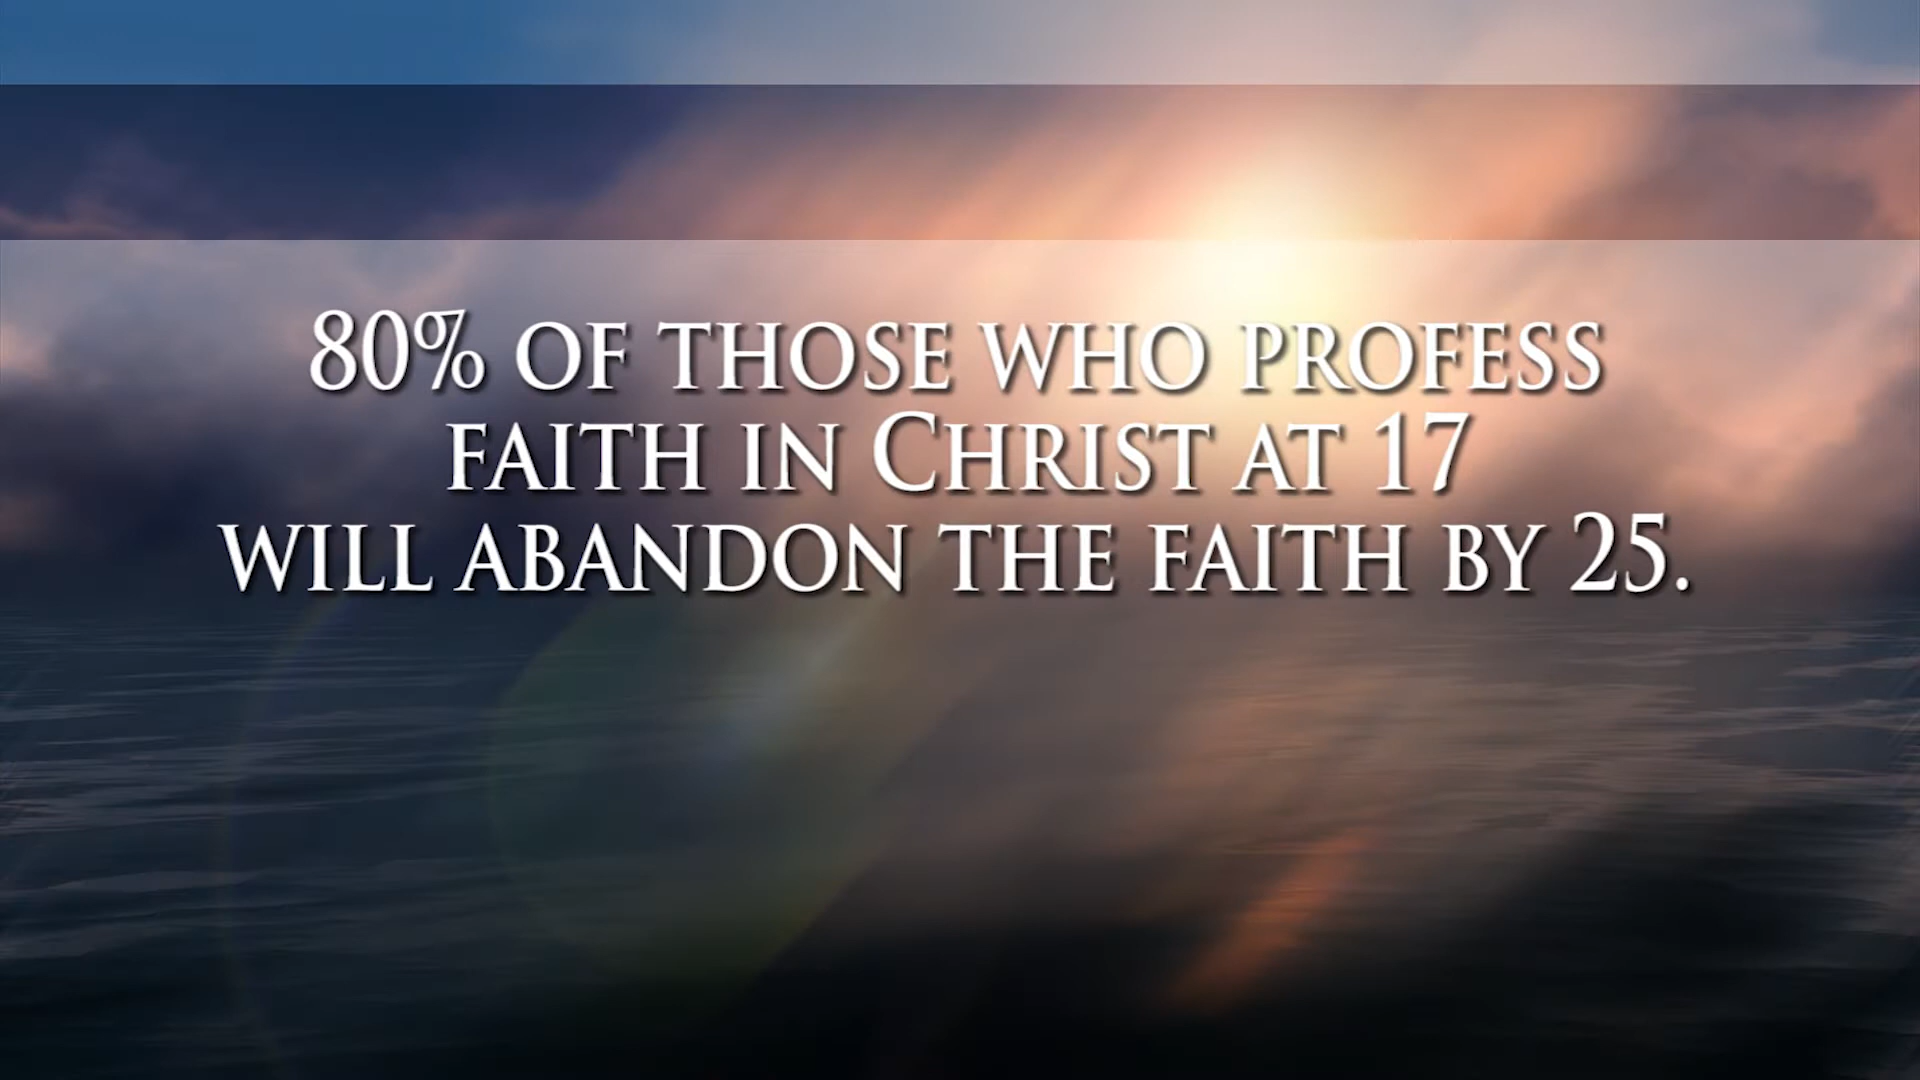 80% OF THOSE WHO PROFESS
FAITH IN CHRIST AT 17
WILL ABANDON THE FAITH BY 25.